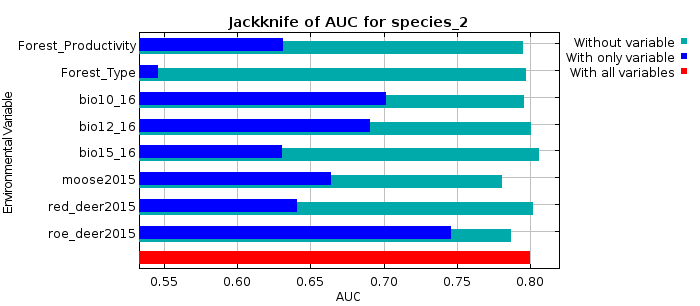 Jackknife of AUC for species_2
Environmental Variable
Forest_Productivity
Forest_Type
bio10_16
bio12_16
bio15_16
moose2015
red_deer2015
roe_deer2015
0.55 0.60 0.65 0.70 0.75 0.80
AUC
Without variable
With only variable
With all variables